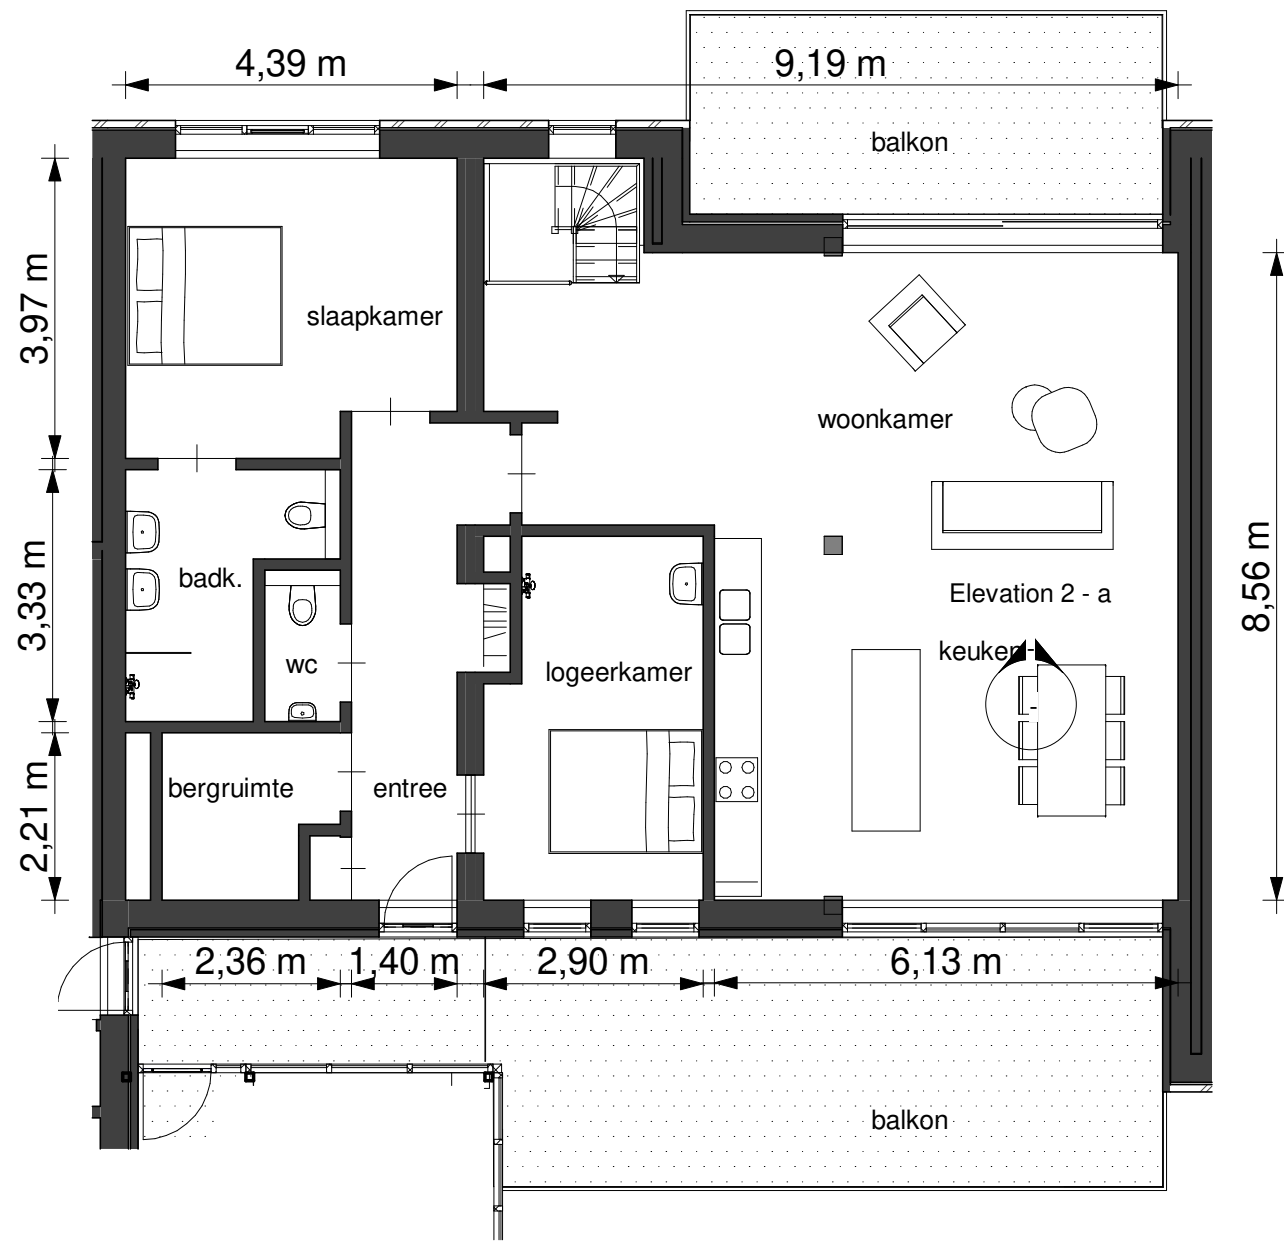 4,39 m
9,19 m
balkon
3,97 m
slaapkamer
woonkamer
3,33 m
badk.
8,56 m
Elevation 2 - a
keuken
wc
logeerkamer
-
2,21 m
bergruimte
entree
2,36 m
1,40 m
2,90 m
6,13 m
balkon